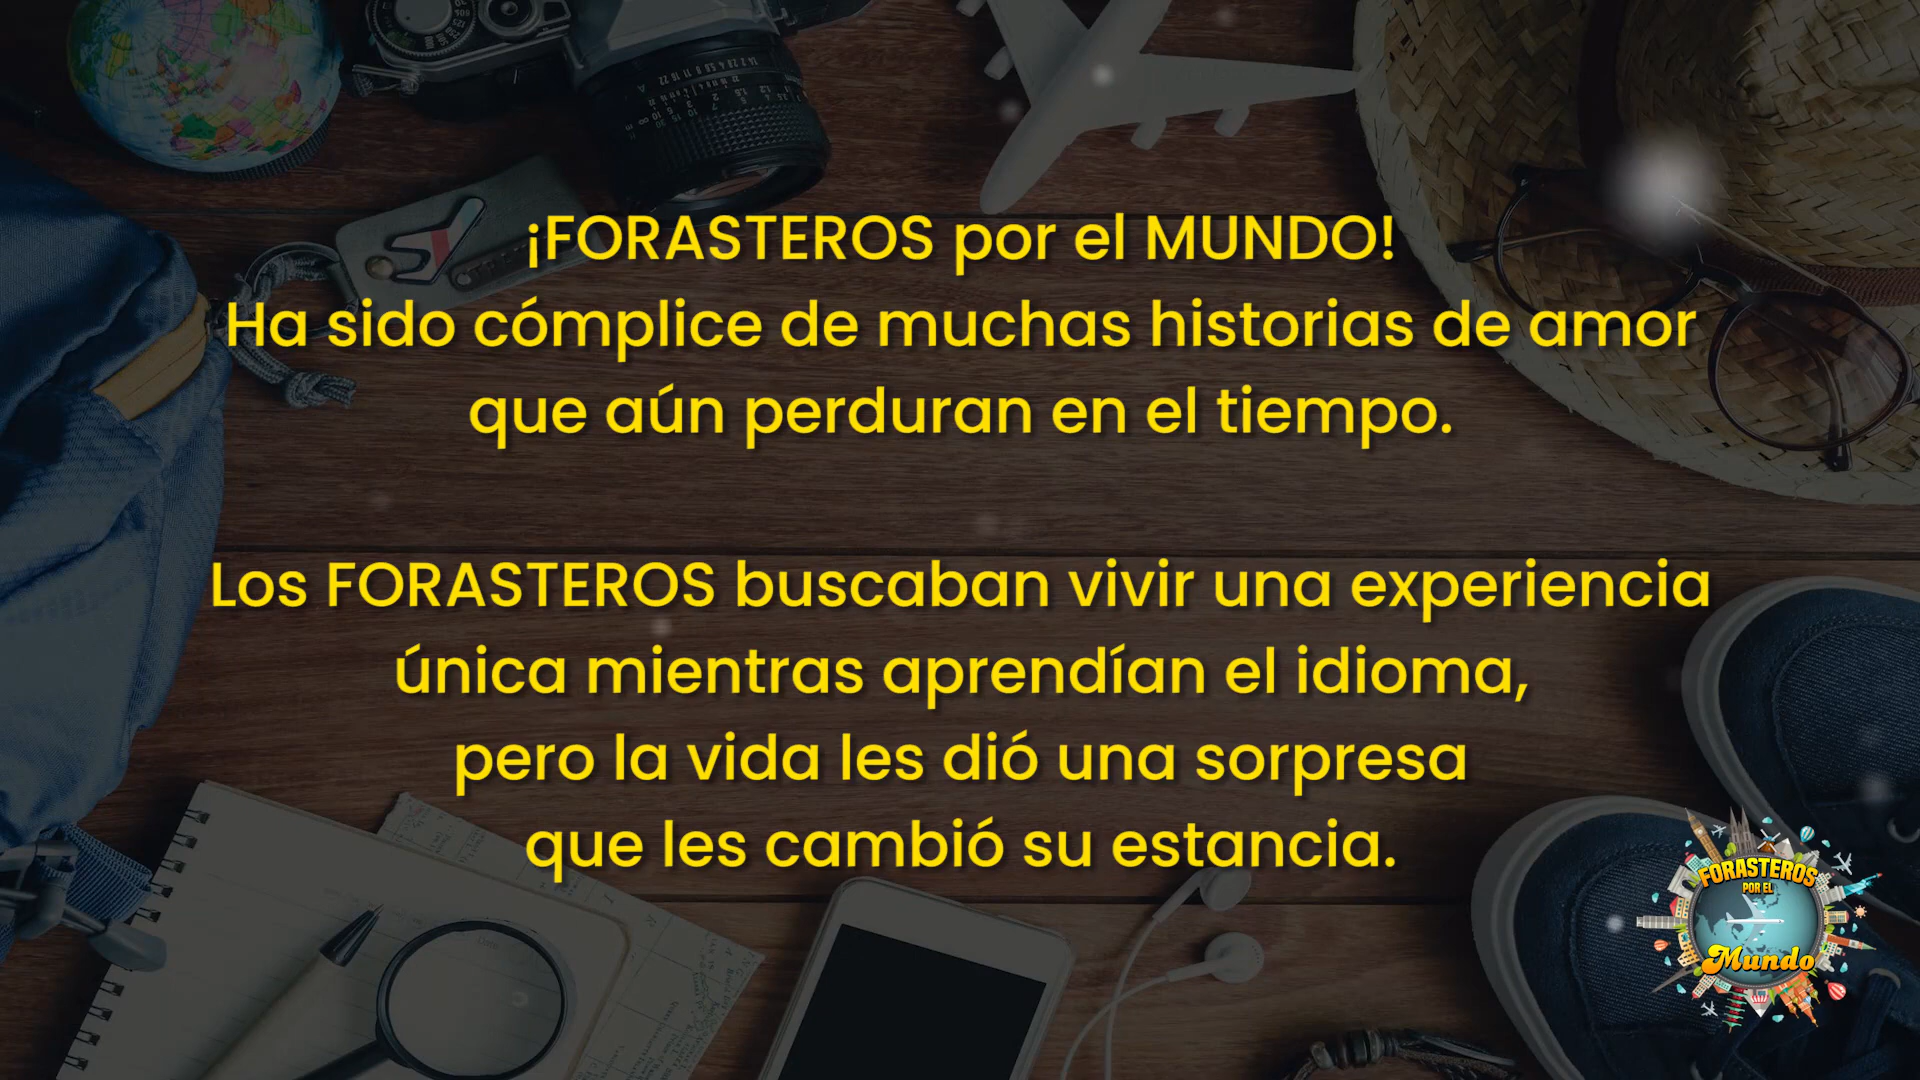 ¡FORASTEROS por el MUNDO!
Ha sido cómplice de muchas historias de amor
que aún perduran en el tiempo.
Los FORASTEROS buscaban vivir una experiencia
única mientras aprendían el idioma,
pero la vida les dió una sorpresa
que les cambió su estancia.
FORASTEROS
POR EL
Mundo